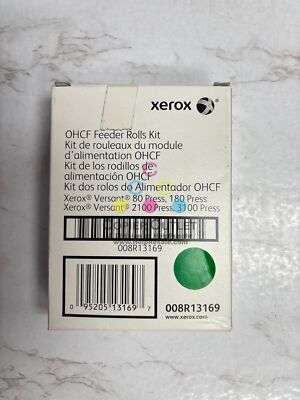 xerox
OHCF Feeder Rolls Kit
Kit de rouleaux du module
d'alimentation OHCF
Kit de los rodillos de
alimentación OHCF
Kit dos rolos de Alimentador OHCF
Xerox® Versant® 80 Press, 180 Press
Xerox® Versant® 2100 Press, 3100 Press
008R13169
0 95205 13169 7
008R13169
www.xerox.com